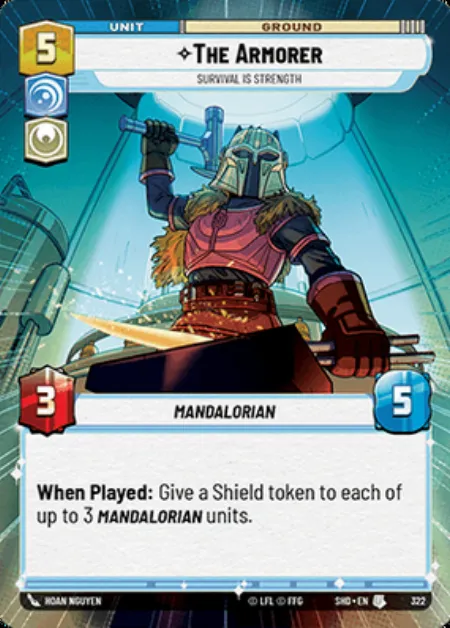 5
UNIT
GROUND
THE ARMORER
SURVIVAL IS STRENGTH
3
MANDALORIAN
5
When Played: Give a Shield token to each of
up to 3 MANDALORIAN units.
HOAN NGUYEN
© LFL © FFG
SHD • EN
322